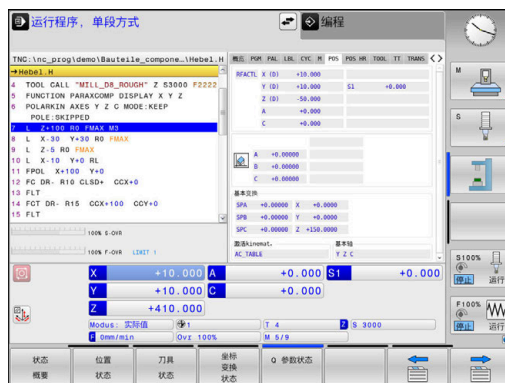 运行程序，单段方式
编程
TNC:\nc_prog\demo\Bauteile_compone…\Hebel.H
→Hebel.H
4 TOOL CALL "MILL_D8_ROUGH" Z S3000 F2222
5 FUNCTION PARAXCOMP DISPLAY X Y Z
6 POLARKIN AXES Y Z C MODE:KEEP
POLE:SKIPPED
7 L Z+100 R0 FMAX M3
8 L X-30 Y+30 R0 FMAX
9 L Z-5 R0 FMAX
10 L X-10 Y+0 RL
11 FPOL X+100 Y+0
12 FC DR- R10 CLSD+ CCX+0
13 FLT
14 FCT DR- R15 CCX+100 CCY+0
15 FLT
100% S-OVR
100% F-OVR LIMIT 1
概览 PGM PAL LBL CYC M POS POS HR TOOL TT TRANS
RFACTL X (D) +10.000
Y (D) +10.000 S1 +0.000
Z (D) -50.000
A +0.000
C +0.000
A +0.00000
B +0.00000
C +0.00000
基本变换
SPA +0.00000 X +0.0000
SPB +0.00000 Y +0.0000
SPC +0.00000 Z +150.0000
激活kinemat. 基本轴
AC_TABLE Y Z C
X +10.000 A +0.000 S1 +0.000
Y +10.000 C +0.000
Z +410.000
Modus: 实际值 1 T 4 Z S 3000
F 0mm/min Ovr 100% M 5/9
M
S
S100%
停止 运行
F100%
停止 运行
状态 概要
位置 状态
刀具 状态
坐标 变换 状态
Q 参数状态